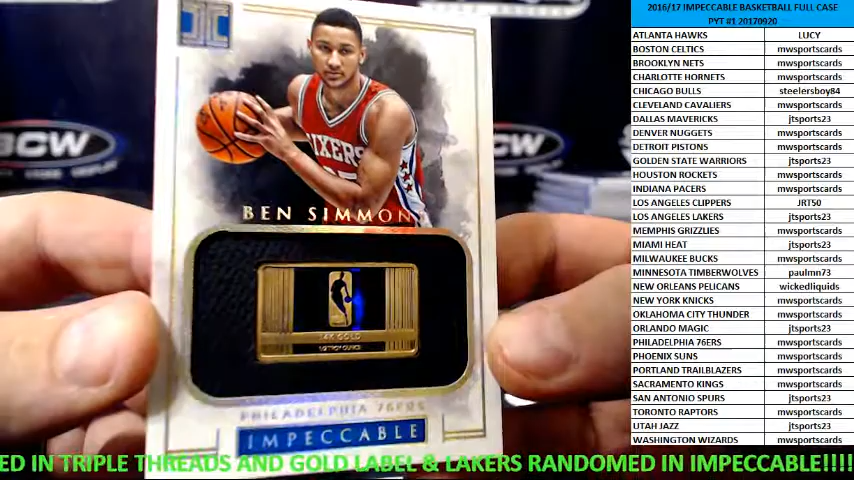 BCW
SIXERS
BEN SIMMON
14K GOLD
PHILADELPHIA 76ERS
IMPECCABLE
2016/17 IMPECCABLE BASKETBALL FULL CASE
PYT #1 20170920
ATLANTA HAWKS LUCY
BOSTON CELTICS mwsportscards
BROOKLYN NETS mwsportscards
CHARLOTTE HORNETS mwsportscards
CHICAGO BULLS steelersboy84
CLEVELAND CAVALIERS mwsportscards
DALLAS MAVERICKS jtsports23
DENVER NUGGETS mwsportscards
DETROIT PISTONS mwsportscards
GOLDEN STATE WARRIORS jtsports23
HOUSTON ROCKETS mwsportscards
INDIANA PACERS mwsportscards
LOS ANGELES CLIPPERS JRT50
LOS ANGELES LAKERS jtsports23
MEMPHIS GRIZZLIES mwsportscards
MIAMI HEAT jtsports23
MILWAUKEE BUCKS mwsportscards
MINNESOTA TIMBERWOLVES paulmn73
NEW ORLEANS PELICANS wickedliquids
NEW YORK KNICKS mwsportscards
OKLAHOMA CITY THUNDER mwsportscards
ORLANDO MAGIC jtsports23
PHILADELPHIA 76ERS mwsportscards
PHOENIX SUNS mwsportscards
PORTLAND TRAILBLAZERS mwsportscards
SACRAMENTO KINGS mwsportscards
SAN ANTONIO SPURS jtsports23
TORONTO RAPTORS mwsportscards
UTAH JAZZ jtsports23
WASHINGTON WIZARDS mwsportscards
ED IN TRIPLE THREADS AND GOLD LABEL & LAKERS RANDOMED IN IMPECCABLE!!!!